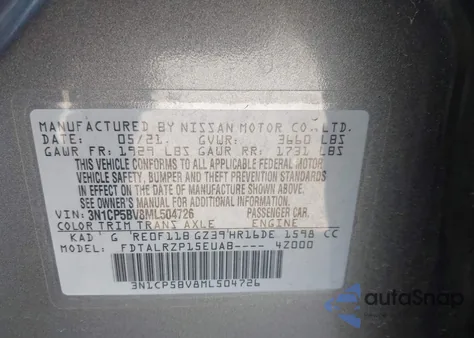 MANUFACTURED BY NISSAN MOTOR CO., LTD.
DATE: 05/21 GVWR: 3660 LBS
GAWR FR: 1929 LBS GAWR RR: 1731 LBS
THIS VEHICLE CONFORMS TO ALL APPLICABLE FEDERAL MOTOR
VEHICLE SAFETY, BUMPER AND THEFT PREVENTION STANDARDS
IN EFFECT ON THE DATE OF MANUFACTURE SHOWN ABOVE.
SEE OWNER'S MANUAL FOR ADDITIONAL INFORMATION.
VIN: 3N1CP5BV8ML504726 PASSENGER CAR.
COLOR TRIM TRANS AXLE ENGINE
KAD G RE0F11B GZ39 HR16DE 1598 CC
MODEL: FDTALRZP15EUAB---- 4Z000
3N1CP5BV8ML504726
autoSnap